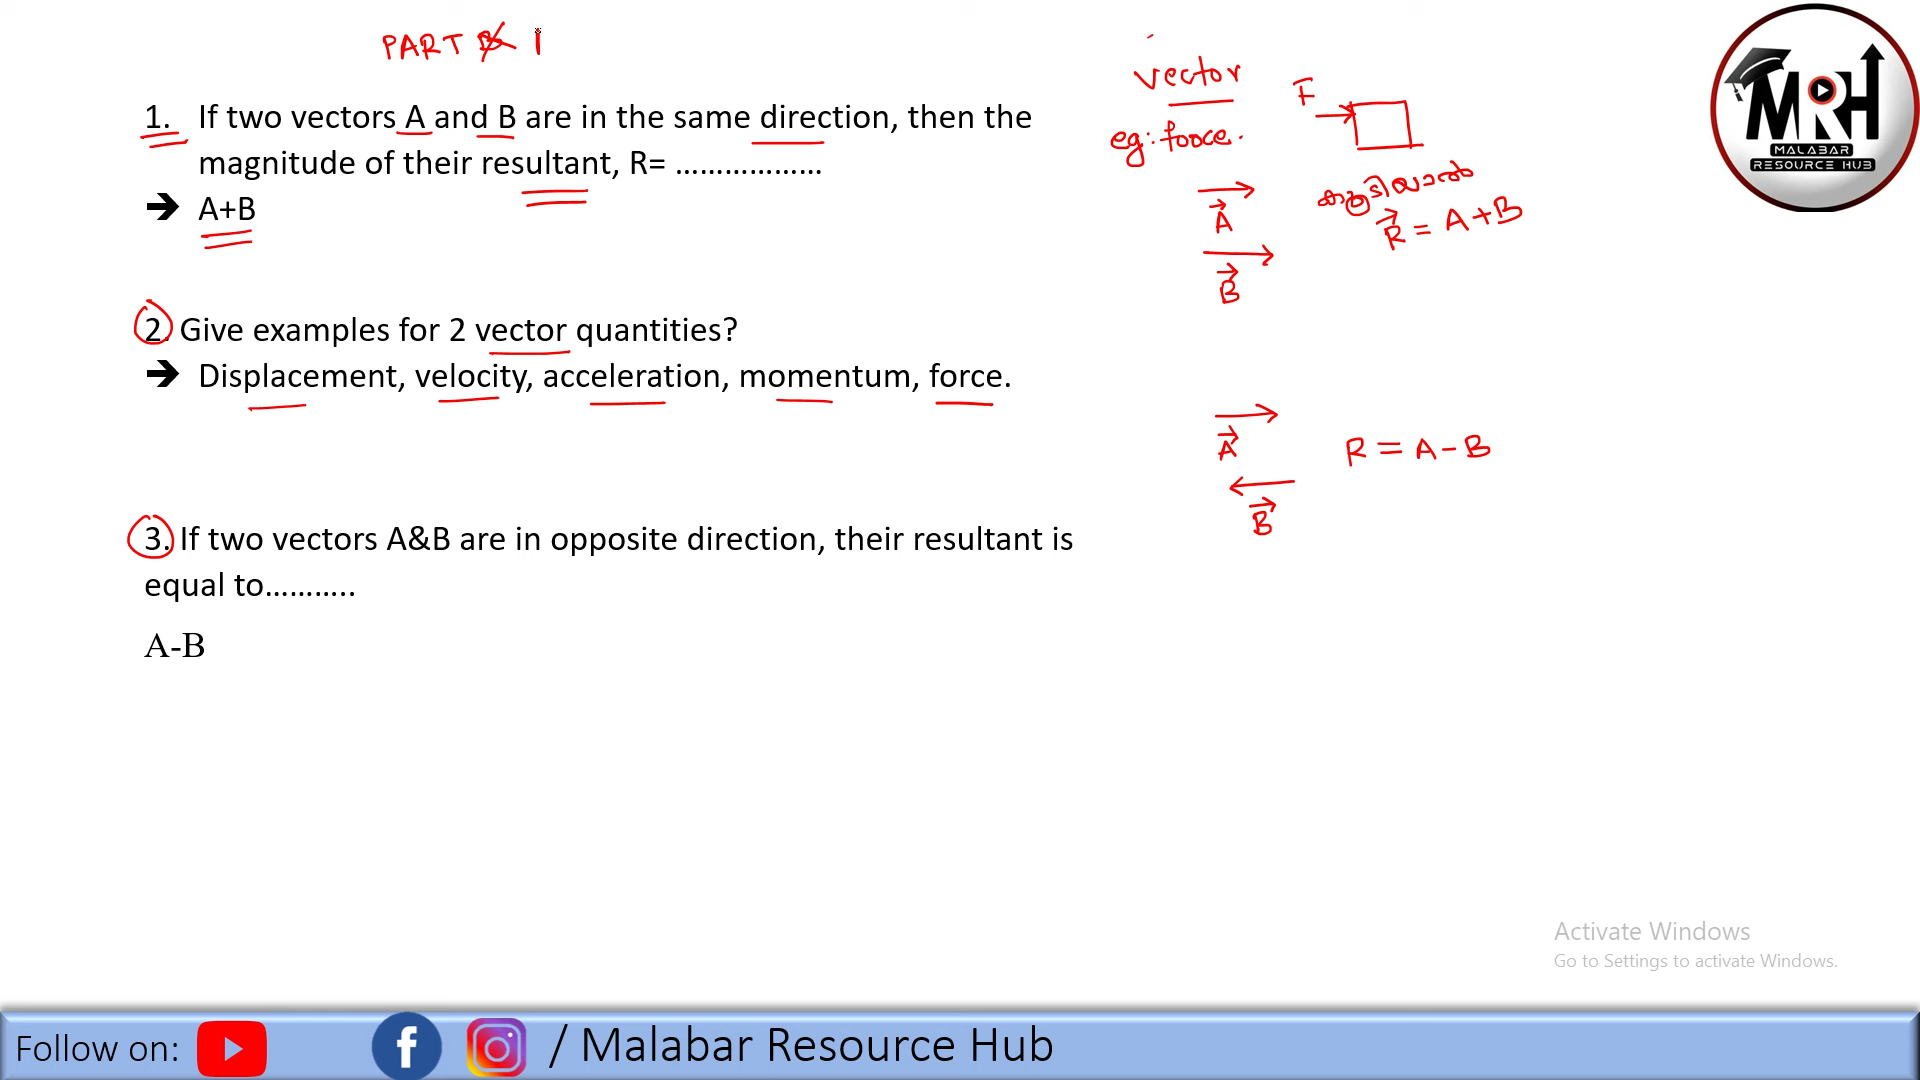 PART B I
1. If two vectors A and B are in the same direction, then the
magnitude of their resultant, R= ………………
➔ A+B
2. Give examples for 2 vector quantities?
➔ Displacement, velocity, acceleration, momentum, force.
3. If two vectors A&B are in opposite direction, their resultant is
equal to………..
A-B
vector
eg: force.
F
A
B
R = A+B
A
R = A-B
B
MRH
MALABAR
RESOURCE HUB
Activate Windows
Go to Settings to activate Windows.
Follow on: / Malabar Resource Hub